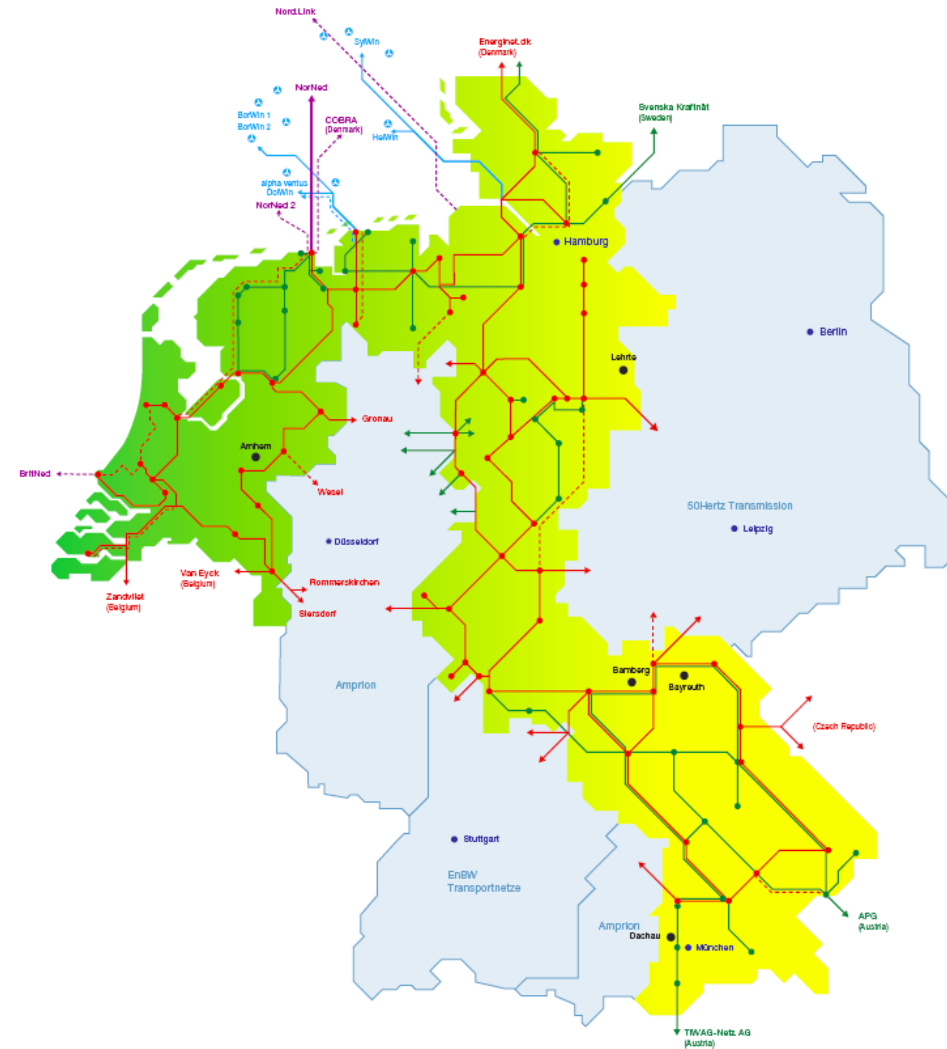 Nord.Link
SylWin
Energinet.dk
(Denmark)
NorNed
BorWin 1
BorWin 2
COBRA
(Denmark)
HelWin
Svenska Kraftnät
(Sweden)
alpha ventus
DolWin
NorNed 2
Hamburg
Berlin
Lehrte
Gronau
Arnhem
BritNed
Wesel
50Hertz Transmission
Leipzig
Düsseldorf
Van Eyck
(Belgium)
Rommerskirchen
Zandvliet
(Belgium)
Siersdorf
Amprion
Bamberg
Bayreuth
(Czech Republic)
Stuttgart
EnBW
Transportnetze
Amprion
Dachau
München
APG
(Austria)
TIWAG-Netz AG
(Austria)